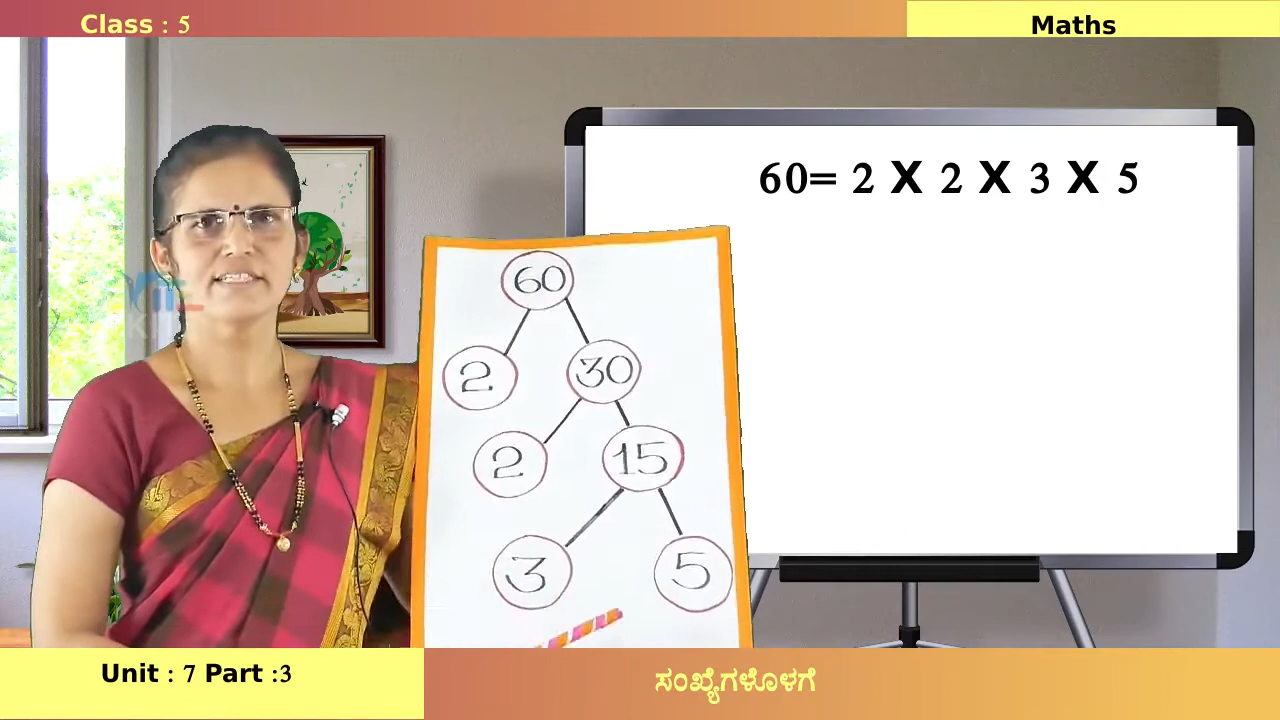 Class : 5
Maths
60= 2 X 2 X 3 X 5
60
2 30
2 15
3 5
Unit : 7 Part :3
ಸಂಖ್ಯೆಗಳೊಳಗೆ